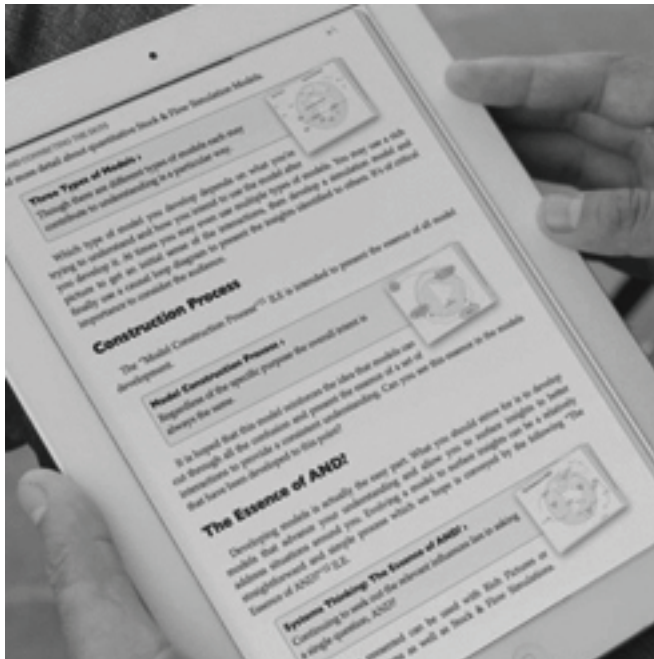 AND CONNECTING THE DOTS
more detail about quantitative Stock & Flow Simulation Models.
Three Types of Models ›
Though there are different types of models each may
contribute to understanding in a particular way.
Which type of model you develop depends on what you're
trying to understand and how you intend to use the model after
you develop it. At times you may even use multiple types of models. You may use a rich
picture to get an initial sense of the interactions, then develop a simulation model and
finally use a causal loop diagram to present the insights identified to others. It's of critical
importance to consider the audience.
Construction Process
The "Model Construction Process" ILE is intended to present the essence of all model
development.
Model Construction Process ›
Regardless of the specific purpose the overall intent is
always the same.
It is hoped that this model reinforces the idea that models can
cut through all the confusion and present the essence of a set of
interactions to provide a consistent understanding. Can you see this essence in the models
that have been developed to this point?
The Essence of AND!
Developing models is actually the easy part. What you should strive for is to develop
models that advance your understanding and allow you to surface insights to better
address situations around you. Evolving a model to surface insights can be a relatively
straightforward and simple process which we hope is conveyed by the following "The
Essence of AND!" ILE.
Systems Thinking: The Essence of AND! ›
Continuing to seek out the relevant influences lies in asking
a single question, AND?
presented can be used with Rich Pictures or
as well as Stock & Flow Simulations